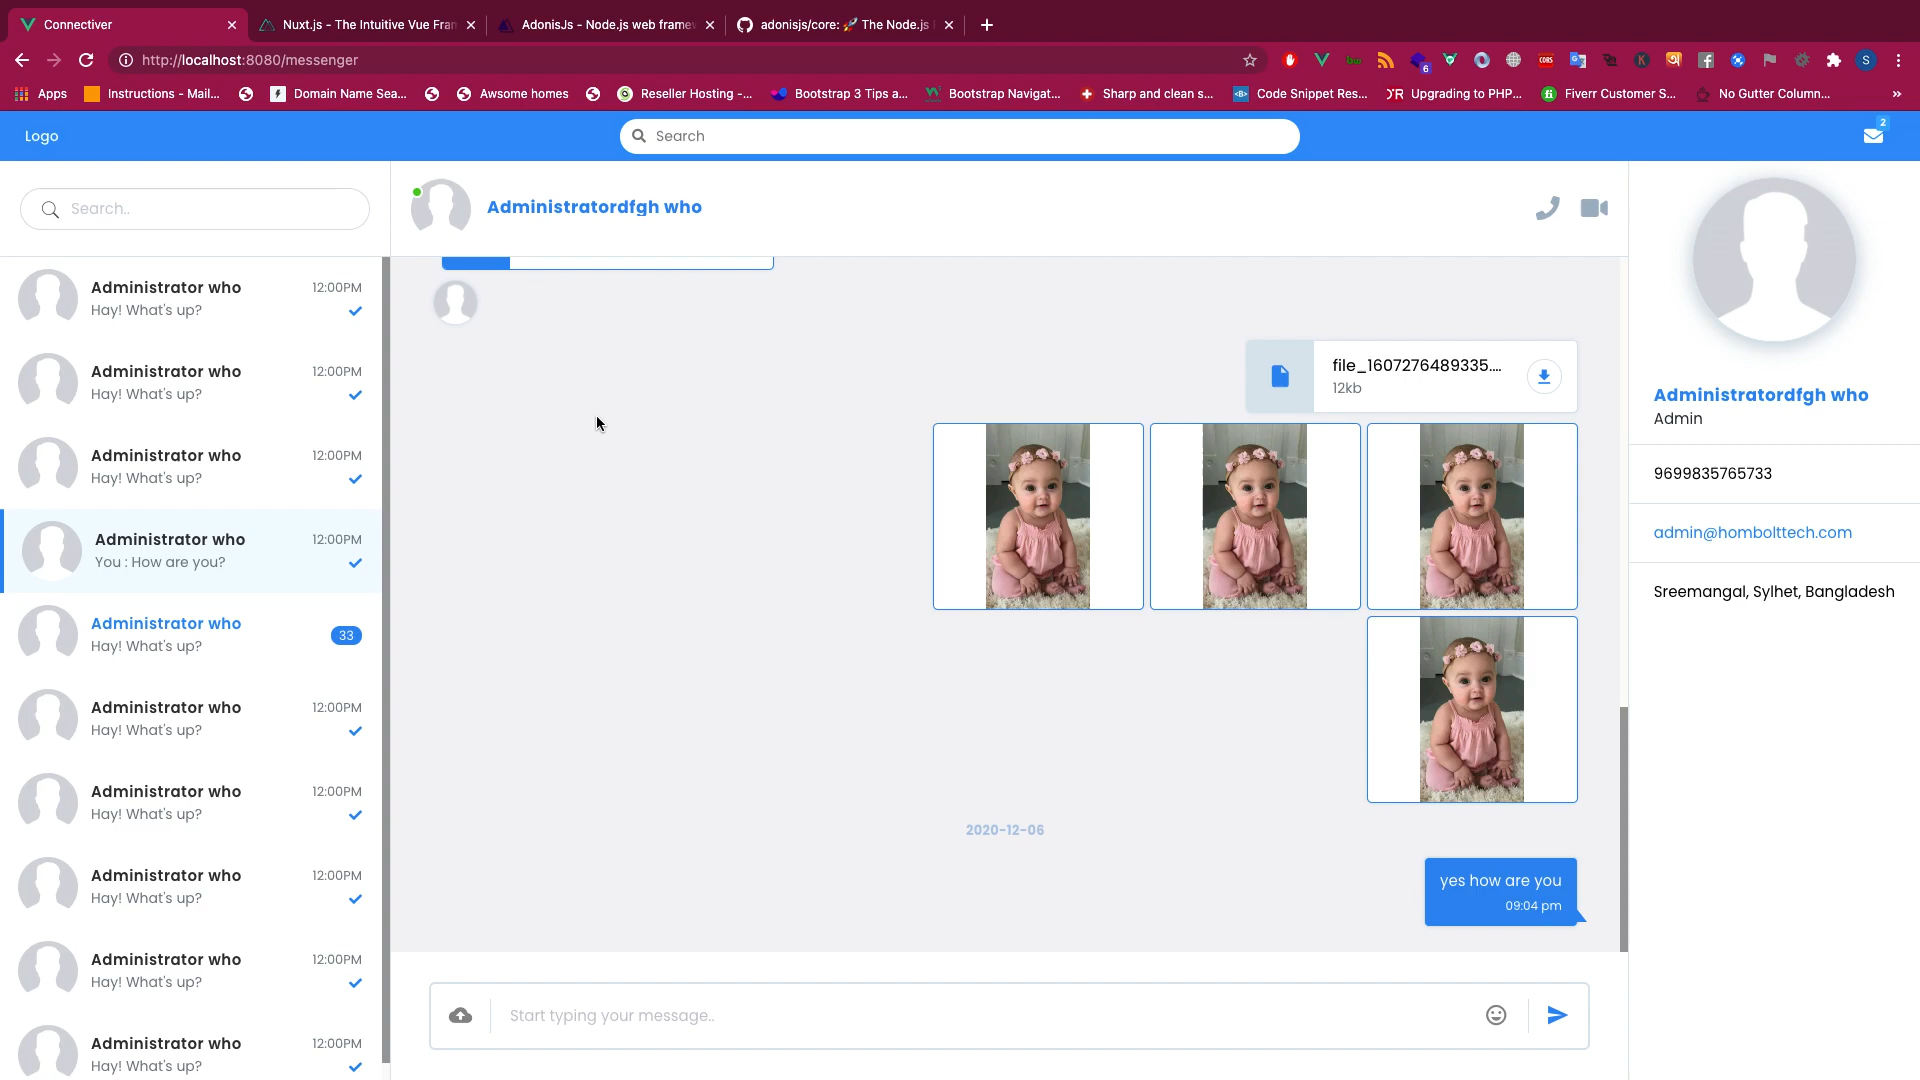 Connectiver
Nuxt.js - The Intuitive Vue Fran
AdonisJs - Node.js web framew
adonisjs/core: 🚀 The Node.js
http://localhost:8080/messenger
6
CORS
S
Apps
Instructions - Mail...
Domain Name Sea...
Awsome homes
Reseller Hosting -...
Bootstrap 3 Tips a...
Bootstrap Navigat...
Sharp and clean s...
Code Snippet Res...
Upgrading to PHP...
Fiverr Customer S...
No Gutter Column...
»
Logo
Search
2
Search..
Administratordfgh who
Administrator who
12:00PM
Hay! What's up?
Administrator who
12:00PM
Hay! What's up?
Administrator who
12:00PM
Hay! What's up?
Administrator who
12:00PM
You : How are you?
Administrator who
Hay! What's up?
33
Administrator who
12:00PM
Hay! What's up?
Administrator who
12:00PM
Hay! What's up?
Administrator who
12:00PM
Hay! What's up?
Administrator who
12:00PM
Hay! What's up?
Administrator who
12:00PM
Hay! What's up?
file_1607276489335....
12kb
2020-12-06
yes how are you
09:04 pm
Start typing your message..
Administratordfgh who
Admin
9699835765733
admin@hombolttech.com
Sreemangal, Sylhet, Bangladesh